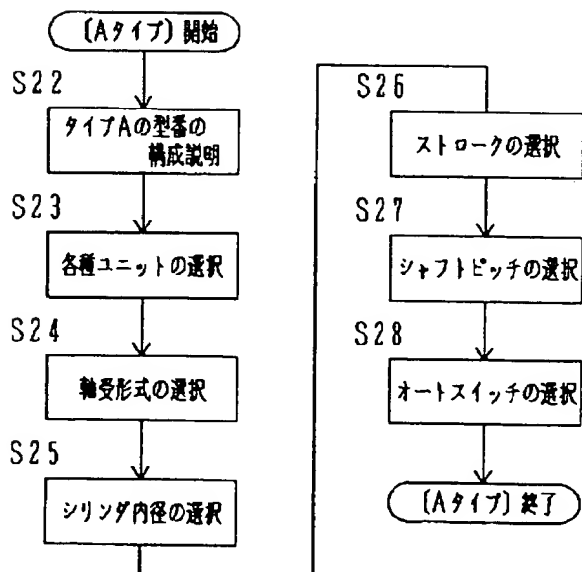 〔Aタイプ〕開始
S22
タイプAの型番の
構成説明
S23
各種ユニットの選択
S24
軸受形式の選択
S25
シリンダ内径の選択
S26
ストロークの選択
S27
シャフトピッチの選択
S28
オートスイッチの選択
〔Aタイプ〕終了